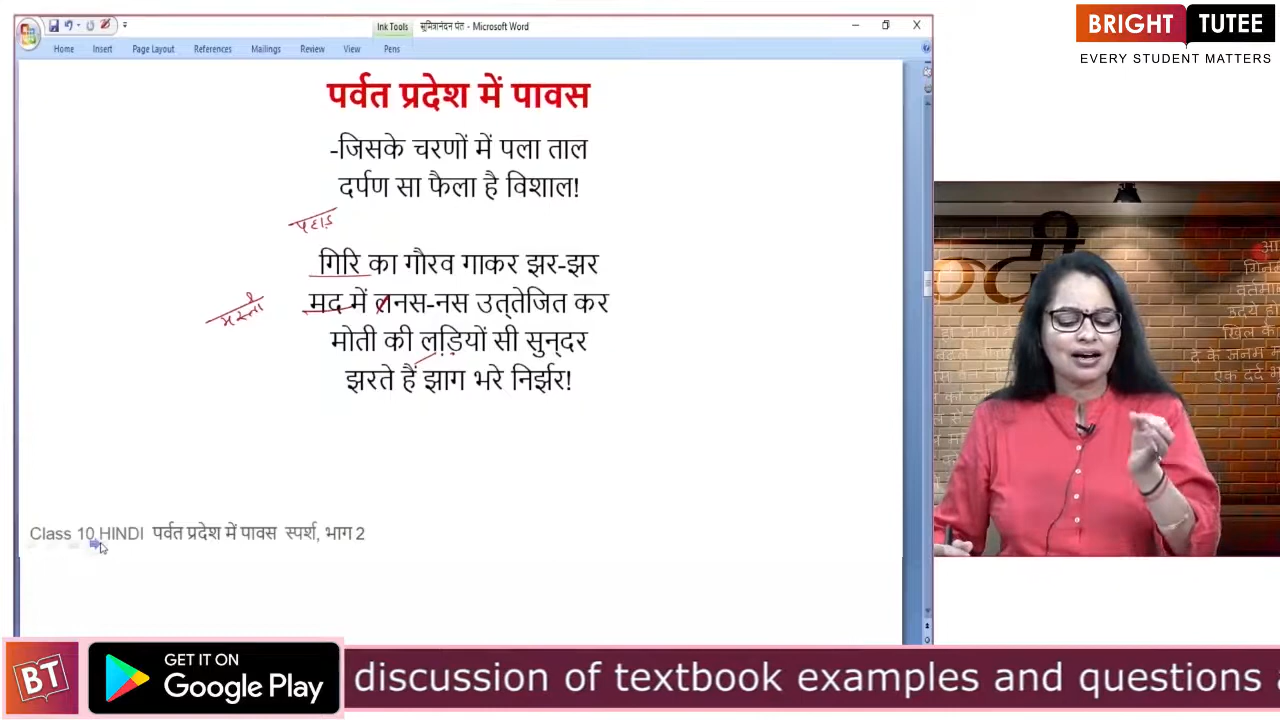 Ink Tools
सुमित्रानंदन पंत - Microsoft Word
Home Insert Page Layout References Mailings Review View Pens
BRIGHT TUTEE
EVERY STUDENT MATTERS
पर्वत प्रदेश में पावस
-जिसके चरणों में पला ताल
दर्पण सा फैला है विशाल!
पहाड़
गिरि का गौरव गाकर झर-झर
मस्ती
मद में लनस-नस उत्‌तेजित कर
मोती की लड़ियों सी सुन्‌दर
झरते हैं झाग भरे निर्झर!
Class 10 HINDI पर्वत प्रदेश में पावस स्पर्श, भाग 2
BT
GET IT ON
Google Play
discussion of textbook examples and questions